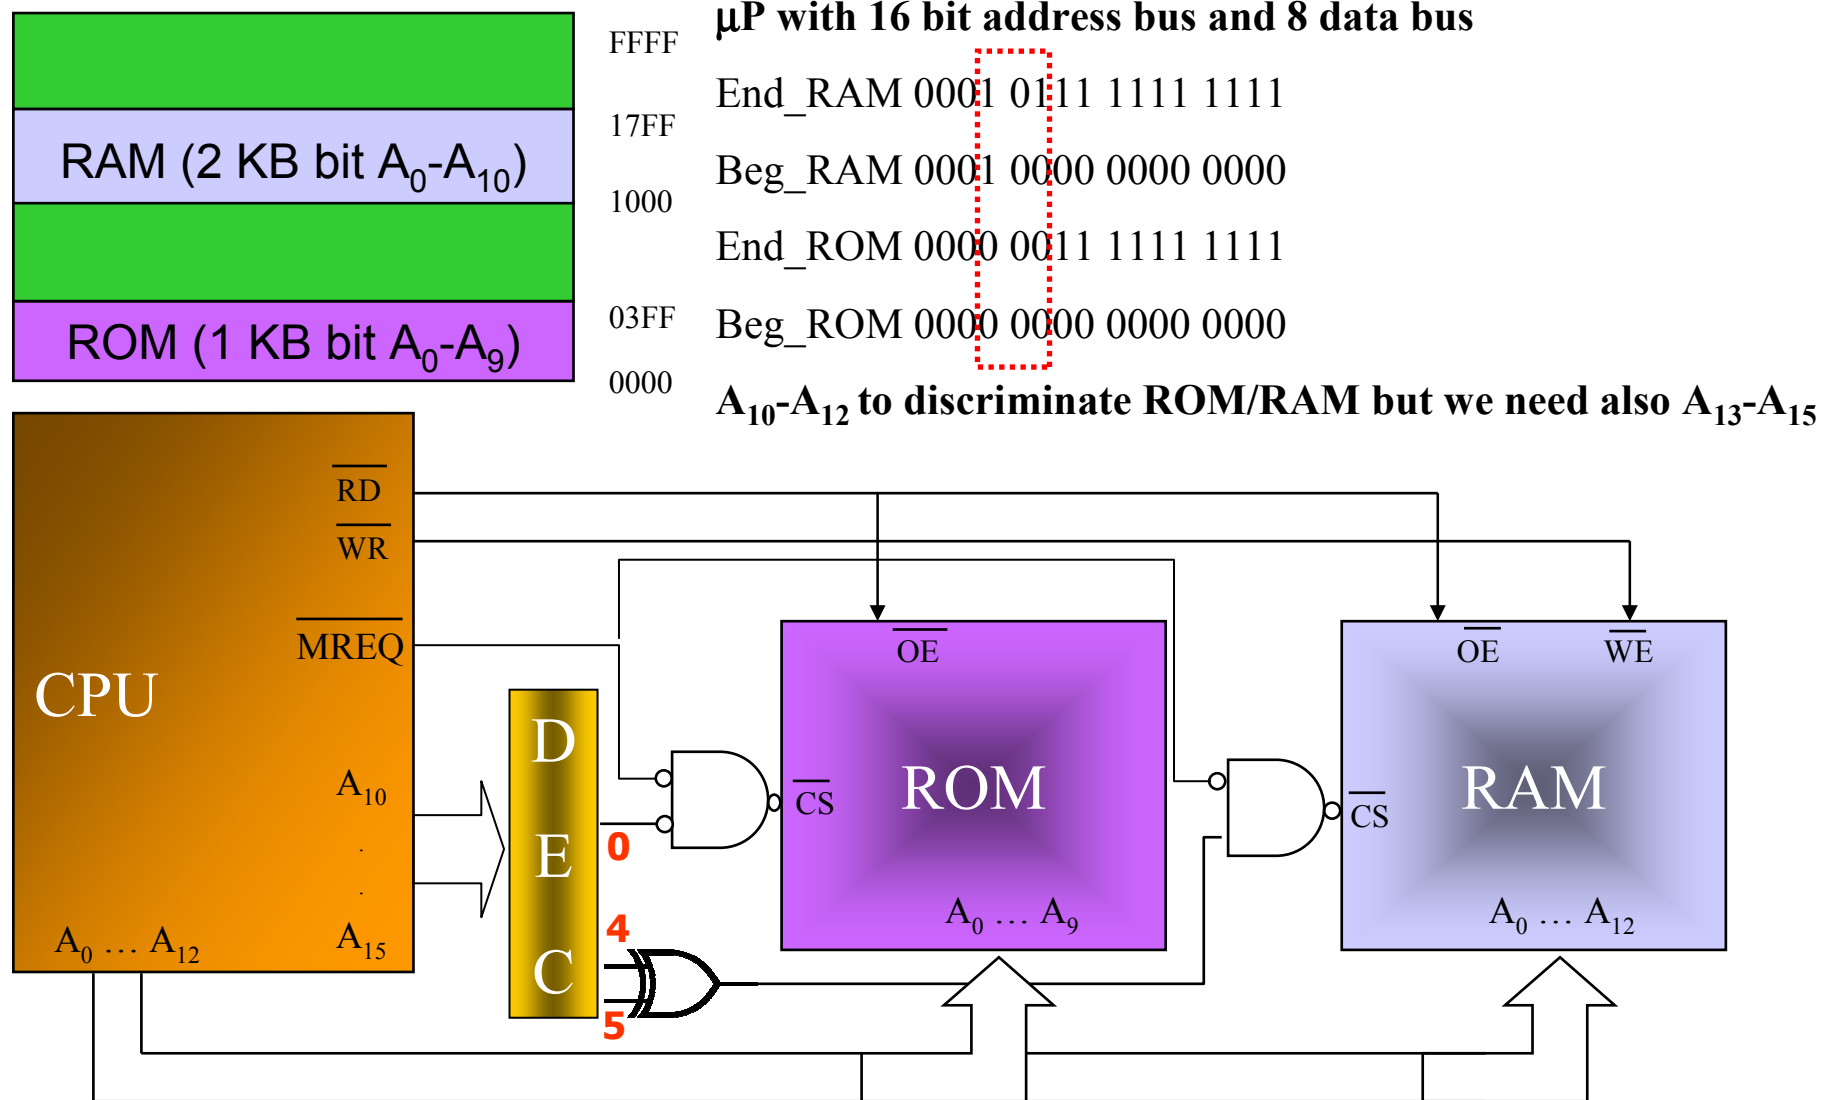 μP with 16 bit address bus and 8 data bus
FFFF
End_RAM 0001 0111 1111 1111
17FF
RAM (2 KB bit A0-A10)
Beg_RAM 0001 0000 0000 0000
1000
End_ROM 0000 0011 1111 1111
03FF
ROM (1 KB bit A0-A9)
Beg_ROM 0000 0000 0000 0000
0000
A10-A12 to discriminate ROM/RAM but we need also A13-A15
RD
WR
MREQ
OE
OE
WE
CPU
D
E
C
A10
.
.
A15
A0 ... A12
0
4
5
CS
ROM
A0 ... A9
CS
RAM
A0 ... A12